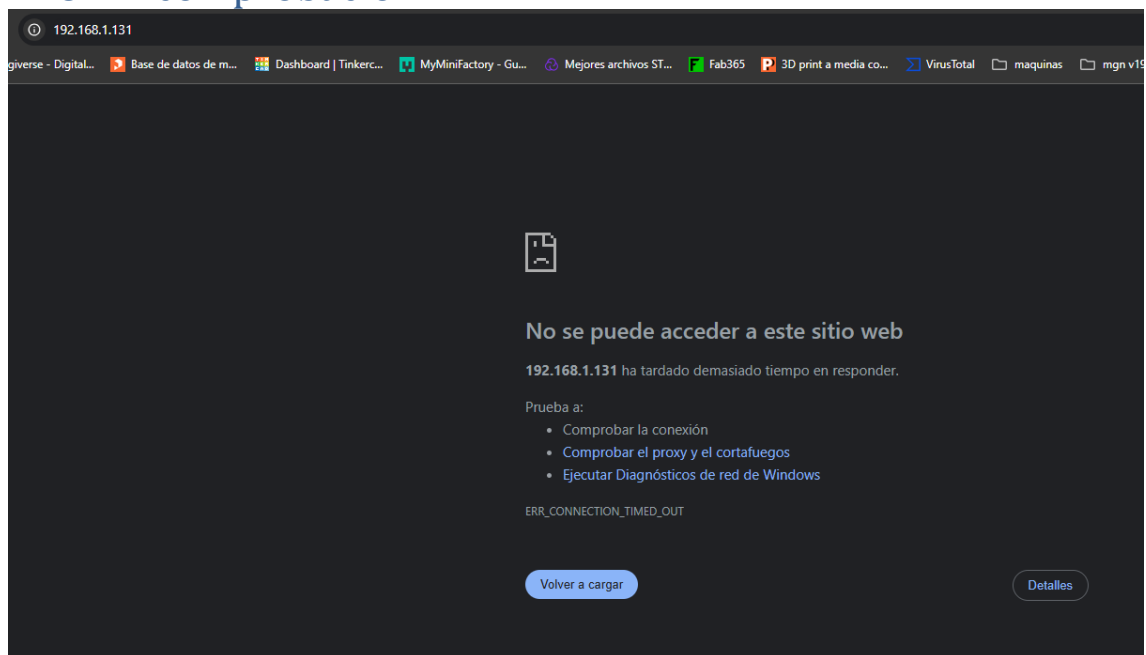 192.168.1.131
giverse - Digital... Base de datos de m... Dashboard | Tinkerc... MyMiniFactory - Gu... Mejores archivos ST... Fab365 3D print a media co... VirusTotal maquinas mgn v19
No se puede acceder a este sitio web
192.168.1.131 ha tardado demasiado tiempo en responder.
Prueba a:
• Comprobar la conexión
• Comprobar el proxy y el cortafuegos
• Ejecutar Diagnósticos de red de Windows
ERR_CONNECTION_TIMED_OUT
Volver a cargar Detalles